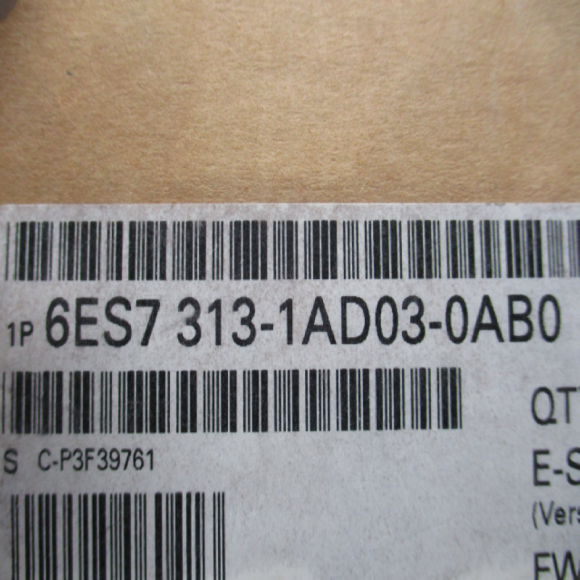 1P 6ES7 313-1AD03-0AB0
QT
S C-P3F39761
E-S
(Vers
FW